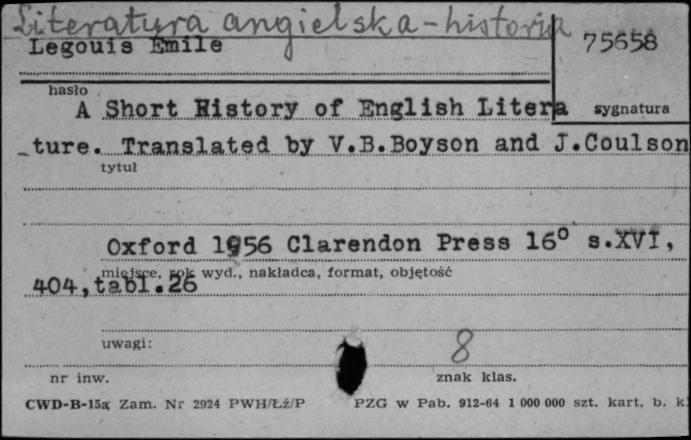 Literatura angielska - historia
Legouis Emile
75658
hasło
A Short History of English Litera
sygnatura
ture. Translated by V.B.Boyson and J.Coulson
tytuł
Oxford 1956 Clarendon Press 16° s.XVI,
miejsce, rok wyd., nakładca, format, objętość
404,tabl.26
uwagi:
8
nr inw.
znak klas.
CWD-B-15a Zam. Nr 2924 PWH/Łź/P
PZG w Pab. 912-64 1 000 000 szt. kart. b. k